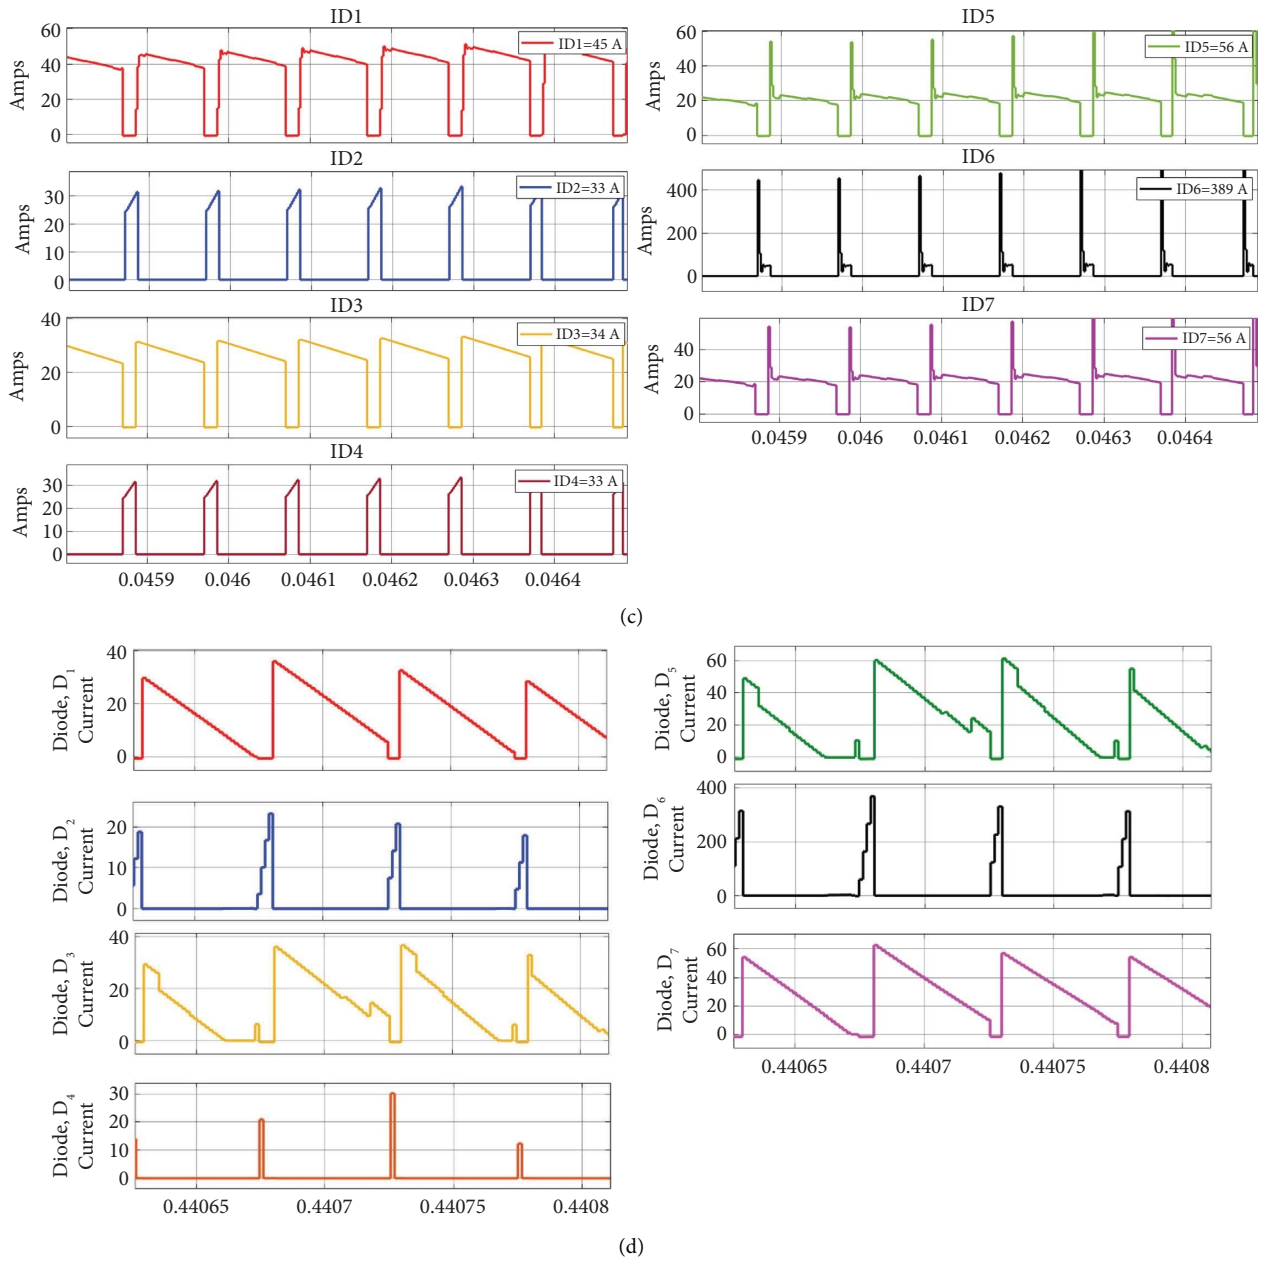 ID1
60
40
20
0
Amps
ID1=45 A
ID2
30
20
10
0
Amps
ID2=33 A
ID3
40
20
0
Amps
ID3=34 A
ID4
30
20
10
0
Amps
ID4=33 A
0.0459 0.046 0.0461 0.0462 0.0463 0.0464
ID5
60
40
20
0
Amps
ID5=56 A
ID6
400
200
0
Amps
ID6=389 A
ID7
40
20
0
Amps
ID7=56 A
0.0459 0.046 0.0461 0.0462 0.0463 0.0464
(c)
40
20
0
Diode, D1
Current
20
10
0
Diode, D2
Current
40
20
0
Diode, D3
Current
30
20
10
0
Diode, D4
Current
0.44065 0.4407 0.44075 0.4408
60
40
20
0
Diode, D5
Current
400
200
0
Diode, D6
Current
60
40
20
0
Diode, D7
Current
0.44065 0.4407 0.44075 0.4408
(d)